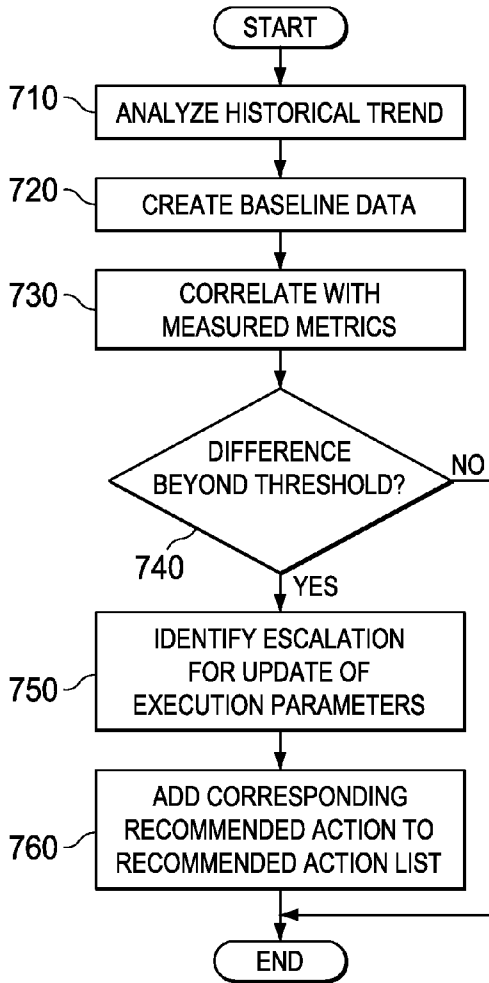 START
710
ANALYZE HISTORICAL TREND
720
CREATE BASELINE DATA
730
CORRELATE WITH
MEASURED METRICS
DIFFERENCE
BEYOND THRESHOLD?
NO
740
YES
750
IDENTIFY ESCALATION
FOR UPDATE OF
EXECUTION PARAMETERS
760
ADD CORRESPONDING
RECOMMENDED ACTION TO
RECOMMENDED ACTION LIST
END